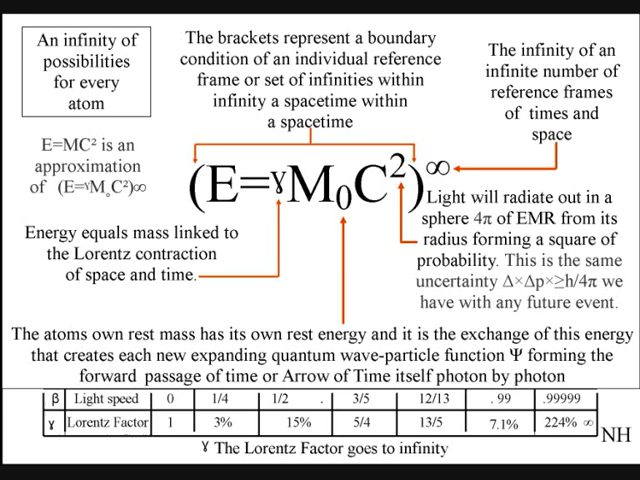 An infinity of
possibilities
for every
atom
The brackets represent a boundary
condition of an individual reference
frame or set of infinities within
infinity a spacetime within
a spacetime
The infinity of an
infinite number of
reference frames
of times and
space
E=MC² is an
approximation
of (E=ˠM˳C²)∞
(E=ɣM₀C²)∞
Energy equals mass linked to
the Lorentz contraction
of space and time.
Light will radiate out in a
sphere 4π of EMR from its
radius forming a square of
probability. This is the same
uncertainty Δ×Δp×≥h/4π we
have with any future event.
The atoms own rest mass has its own rest energy and it is the exchange of this energy
that creates each new expanding quantum wave-particle function Ψ forming the
forward passage of time or Arrow of Time itself photon by photon
β Light speed 0 1/4 1/2 . 3/5 12/13 . 99 .99999
ɣ Lorentz Factor 1 3% 15% 5/4 13/5 7.1% 224% ∞
ɣ The Lorentz Factor goes to infinity
NH